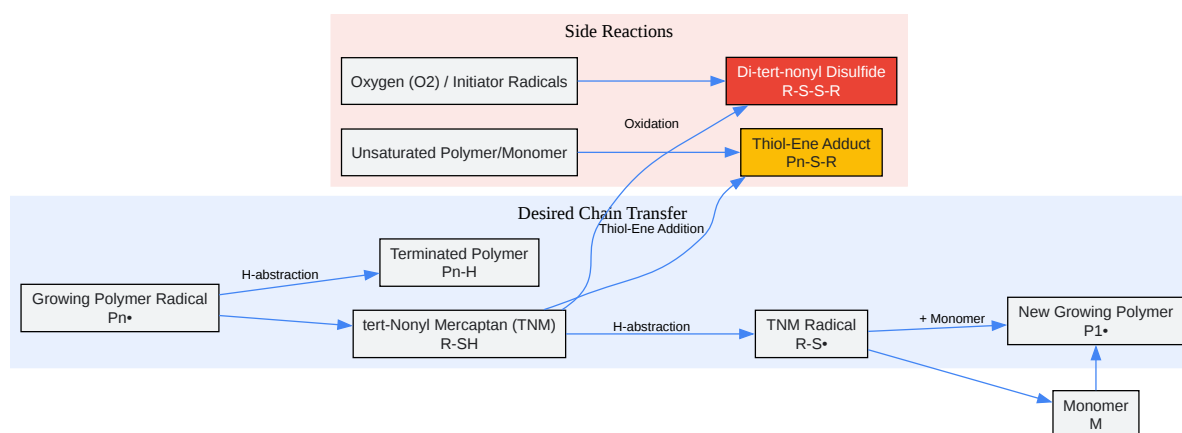 Side Reactions
Oxygen (O2) / Initiator Radicals
Di-tert-nonyl Disulfide
R-S-S-R
Oxidation
Unsaturated Polymer/Monomer
Thiol-Ene Adduct
Pn-S-R
Desired Chain Transfer
Thiol-Ene Addition
Terminated Polymer
Pn-H
H-abstraction
Growing Polymer Radical
Pn•
tert-Nonyl Mercaptan (TNM)
R-SH
H-abstraction
TNM Radical
R-S•
+ Monomer
New Growing Polymer
P1•
Monomer
M